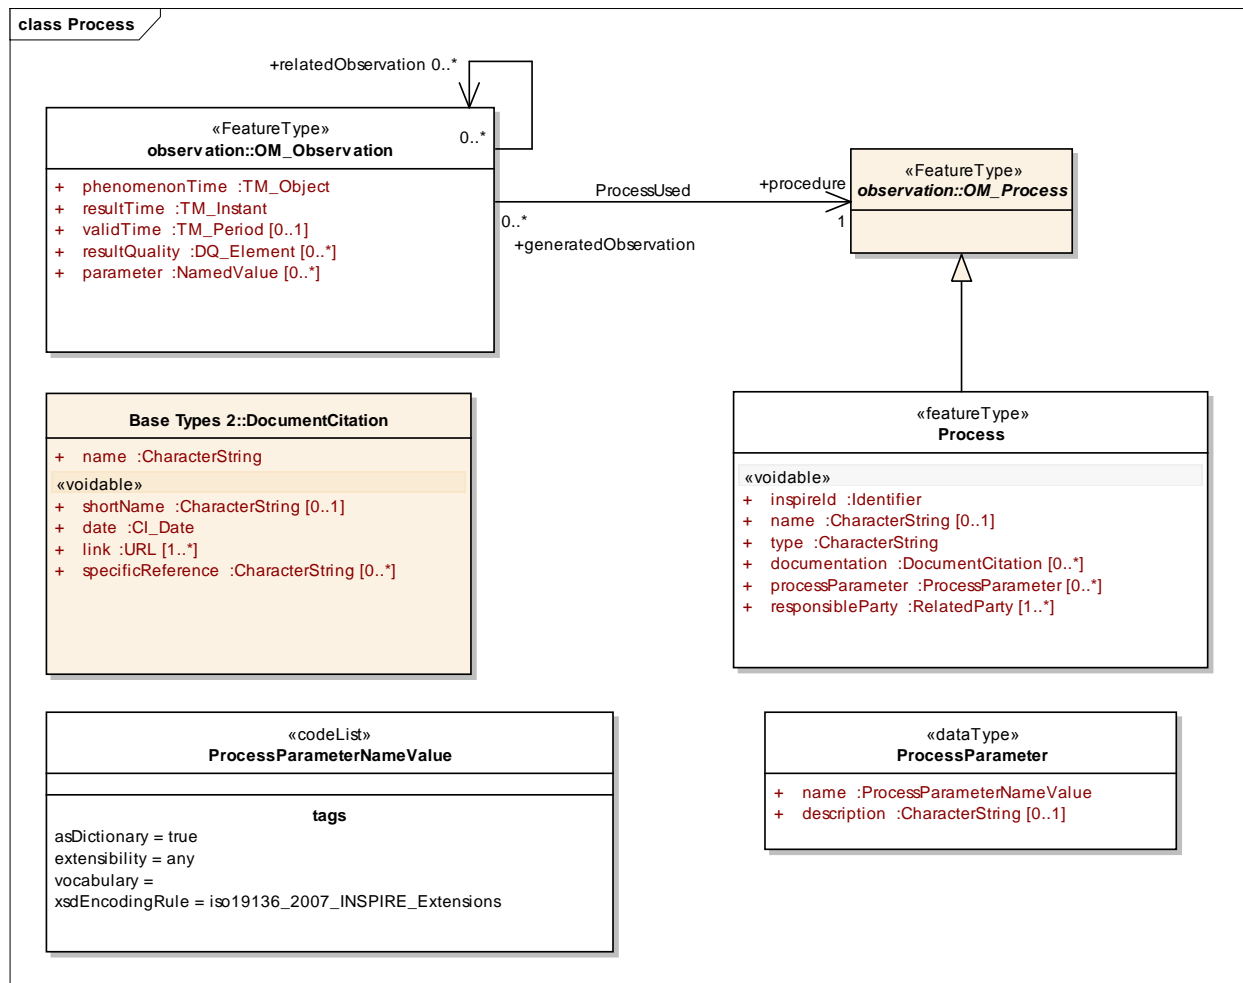 class Process
+relatedObservation 0..*
0..*
«FeatureType»
observation::OM_Observation
+ phenomenonTime :TM_Object
+ resultTime :TM_Instant
+ validTime :TM_Period [0..1]
+ resultQuality :DQ_Element [0..*]
+ parameter :NamedValue [0..*]
ProcessUsed
+procedure
0..*
1
+generatedObservation
«FeatureType»
observation::OM_Process
Base Types 2::DocumentCitation
+ name :CharacterString
«voidable»
+ shortName :CharacterString [0..1]
+ date :CI_Date
+ link :URL [1..*]
+ specificReference :CharacterString [0..*]
«featureType»
Process
«voidable»
+ inspireId :Identifier
+ name :CharacterString [0..1]
+ type :CharacterString
+ documentation :DocumentCitation [0..*]
+ processParameter :ProcessParameter [0..*]
+ responsibleParty :RelatedParty [1..*]
«codeList»
ProcessParameterNameValue
tags
asDictionary = true
extensibility = any
vocabulary =
xsdEncodingRule = iso19136_2007_INSPIRE_Extensions
«dataType»
ProcessParameter
+ name :ProcessParameterNameValue
+ description :CharacterString [0..1]